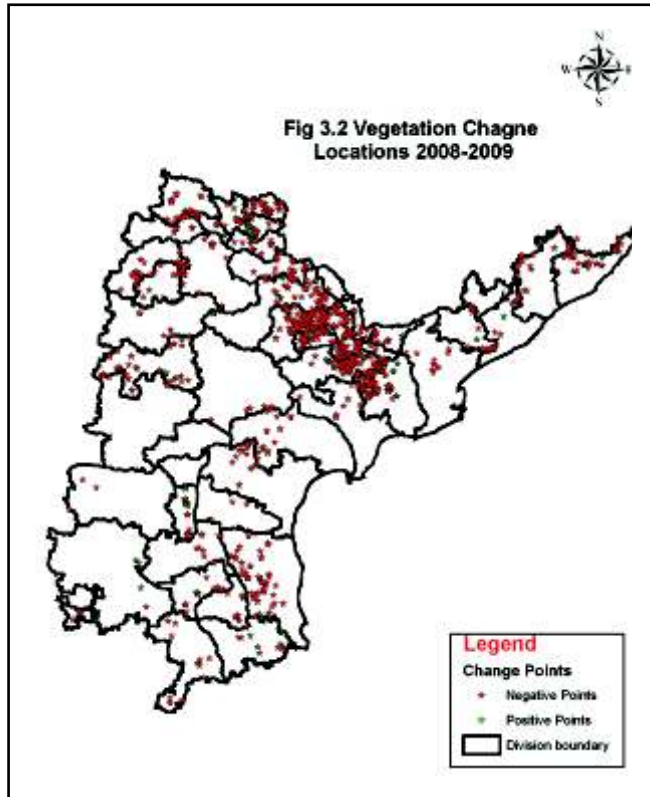 N
W E
S
Fig 3.2 Vegetation Chagne
Locations 2008-2009
Legend
Change Points
Negative Points
Positive Points
Division boundary